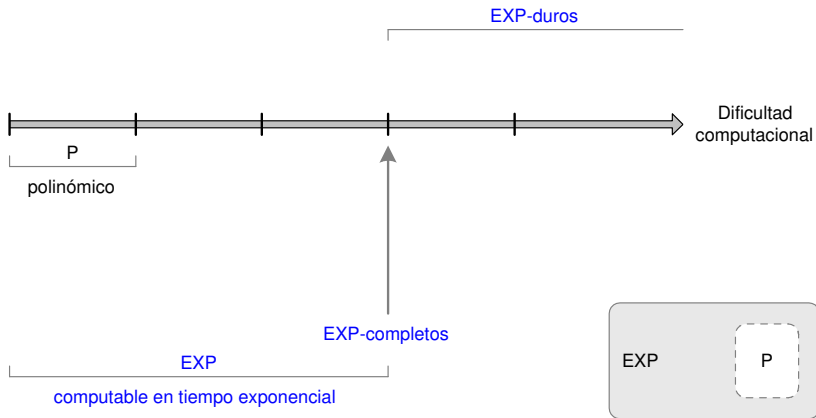 EXP-duros
Dificultad
computacional
P
polinómico
EXP-completos
EXP
computable en tiempo exponencial
EXP
P